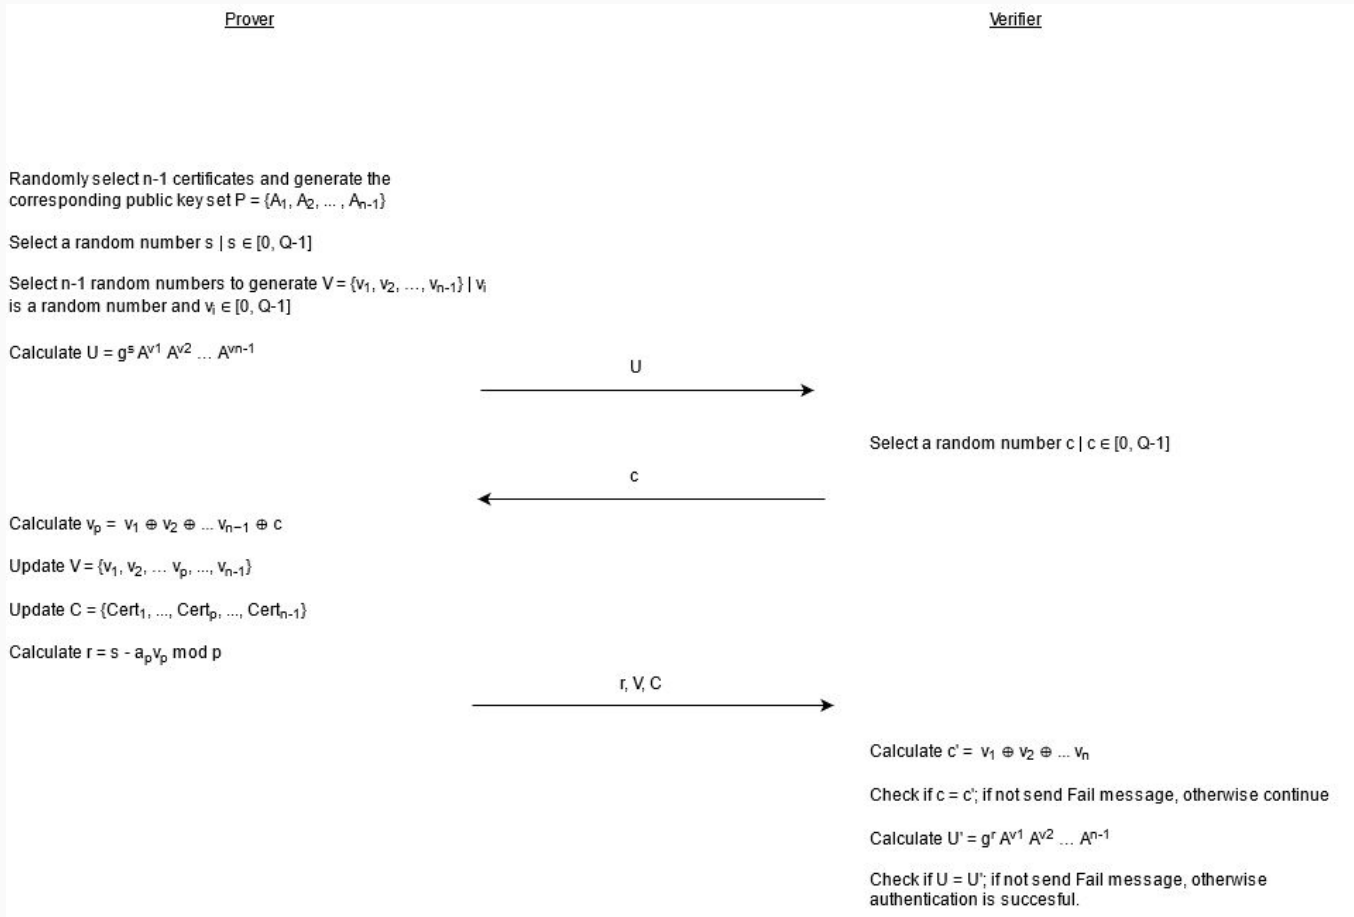 Prover
Verifier
Randomly select n-1 certificates and generate the
corresponding public key set P = {A₁, A₂, ... , Aₙ₋₁}
Select a random number s | s ∈ [0, Q-1]
Select n-1 random numbers to generate V = {v₁, v₂, ..., vₙ₋₁} | vᵢ
is a random number and vᵢ ∈ [0, Q-1]
Calculate U = gˢ Aᵛ¹ Aᵛ² ... Aᵛⁿ⁻¹
U
Select a random number c | c ∈ [0, Q-1]
c
Calculate vₚ = v₁ ⊕ v₂ ⊕ ... vₙ₋₁ ⊕ c
Update V = {v₁, v₂, ... vₚ, ..., vₙ₋₁}
Update C = {Cert₁, ..., Certₚ, ..., Certₙ₋₁}
Calculate r = s - aₚvₚ mod p
r, V, C
Calculate c' = v₁ ⊕ v₂ ⊕ ... vₙ
Check if c = c'; if not send Fail message, otherwise continue
Calculate U' = gʳ Aᵛ¹ Aᵛ² ... Aⁿ⁻¹
Check if U = U'; if not send Fail message, otherwise
authentication is succesful.